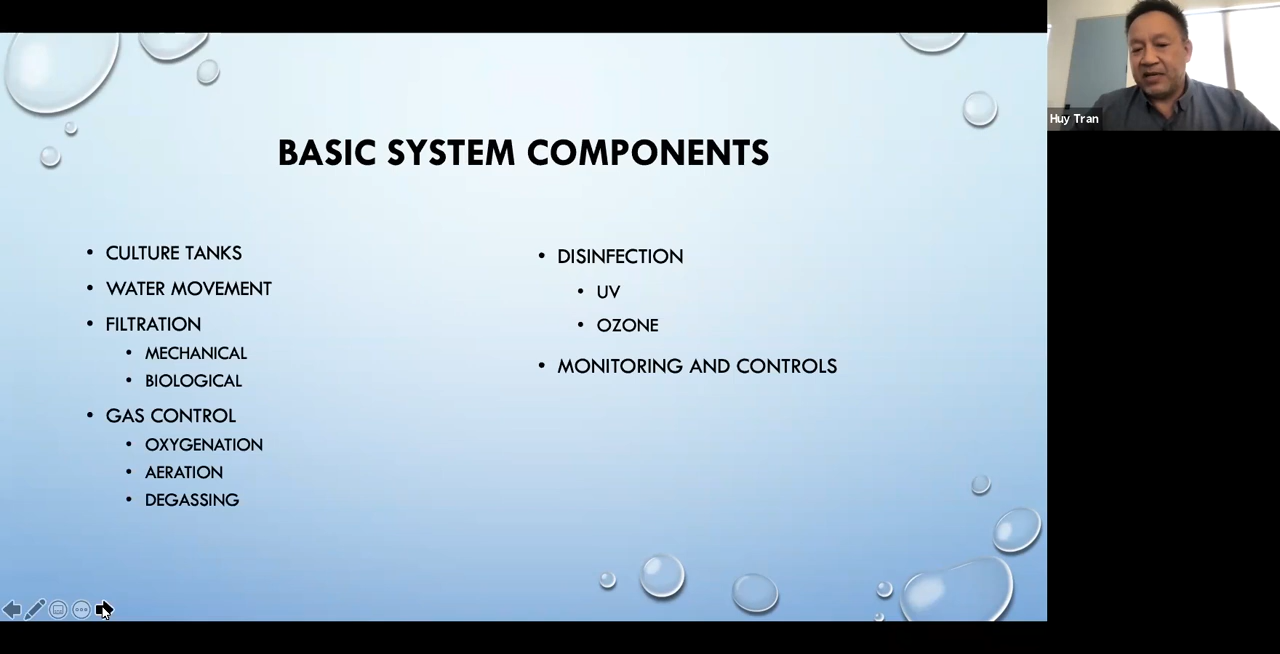 BASIC SYSTEM COMPONENTS
• CULTURE TANKS
• WATER MOVEMENT
• FILTRATION
• MECHANICAL
• BIOLOGICAL
• GAS CONTROL
• OXYGENATION
• AERATION
• DEGASSING
• DISINFECTION
• UV
• OZONE
• MONITORING AND CONTROLS
Huy Tran